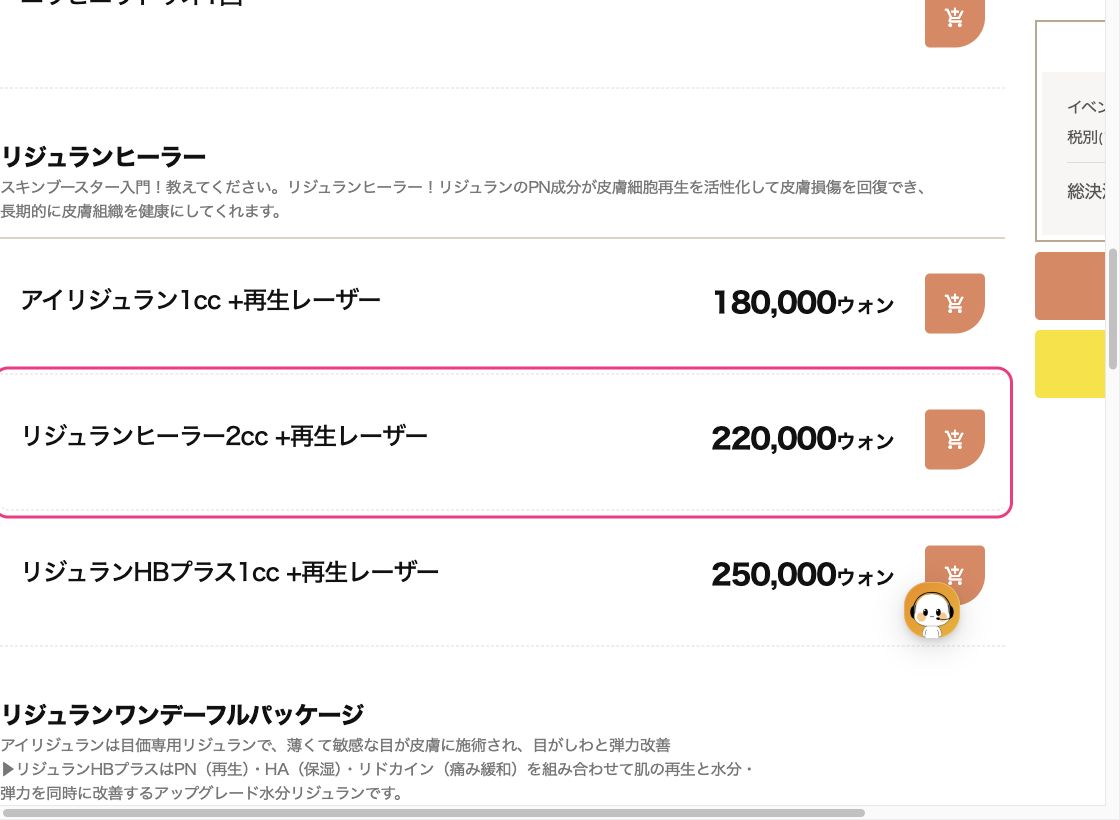 リジュランヒーラー
スキンブースター入門！教えてください。リジュランヒーラー！リジュランのPN成分が皮膚細胞再生を活性化して皮膚損傷を回復でき、
長期的に皮膚組織を健康にしてくれます。
アイリジュラン1cc +再生レーザー 180,000ウォン
リジュランヒーラー2cc +再生レーザー 220,000ウォン
リジュランHBプラス1cc +再生レーザー 250,000ウォン
リジュランワンデーフルパッケージ
アイリジュランは目価専用リジュランで、薄くて敏感な目が皮膚に施術され、目がしわと弾力改善
▶リジュランHBプラスはPN（再生）・HA（保湿）・リドカイン（痛み緩和）を組み合わせて肌の再生と水分・
弾力を同時に改善するアップグレード水分リジュランです。
イベン
税別(
総決